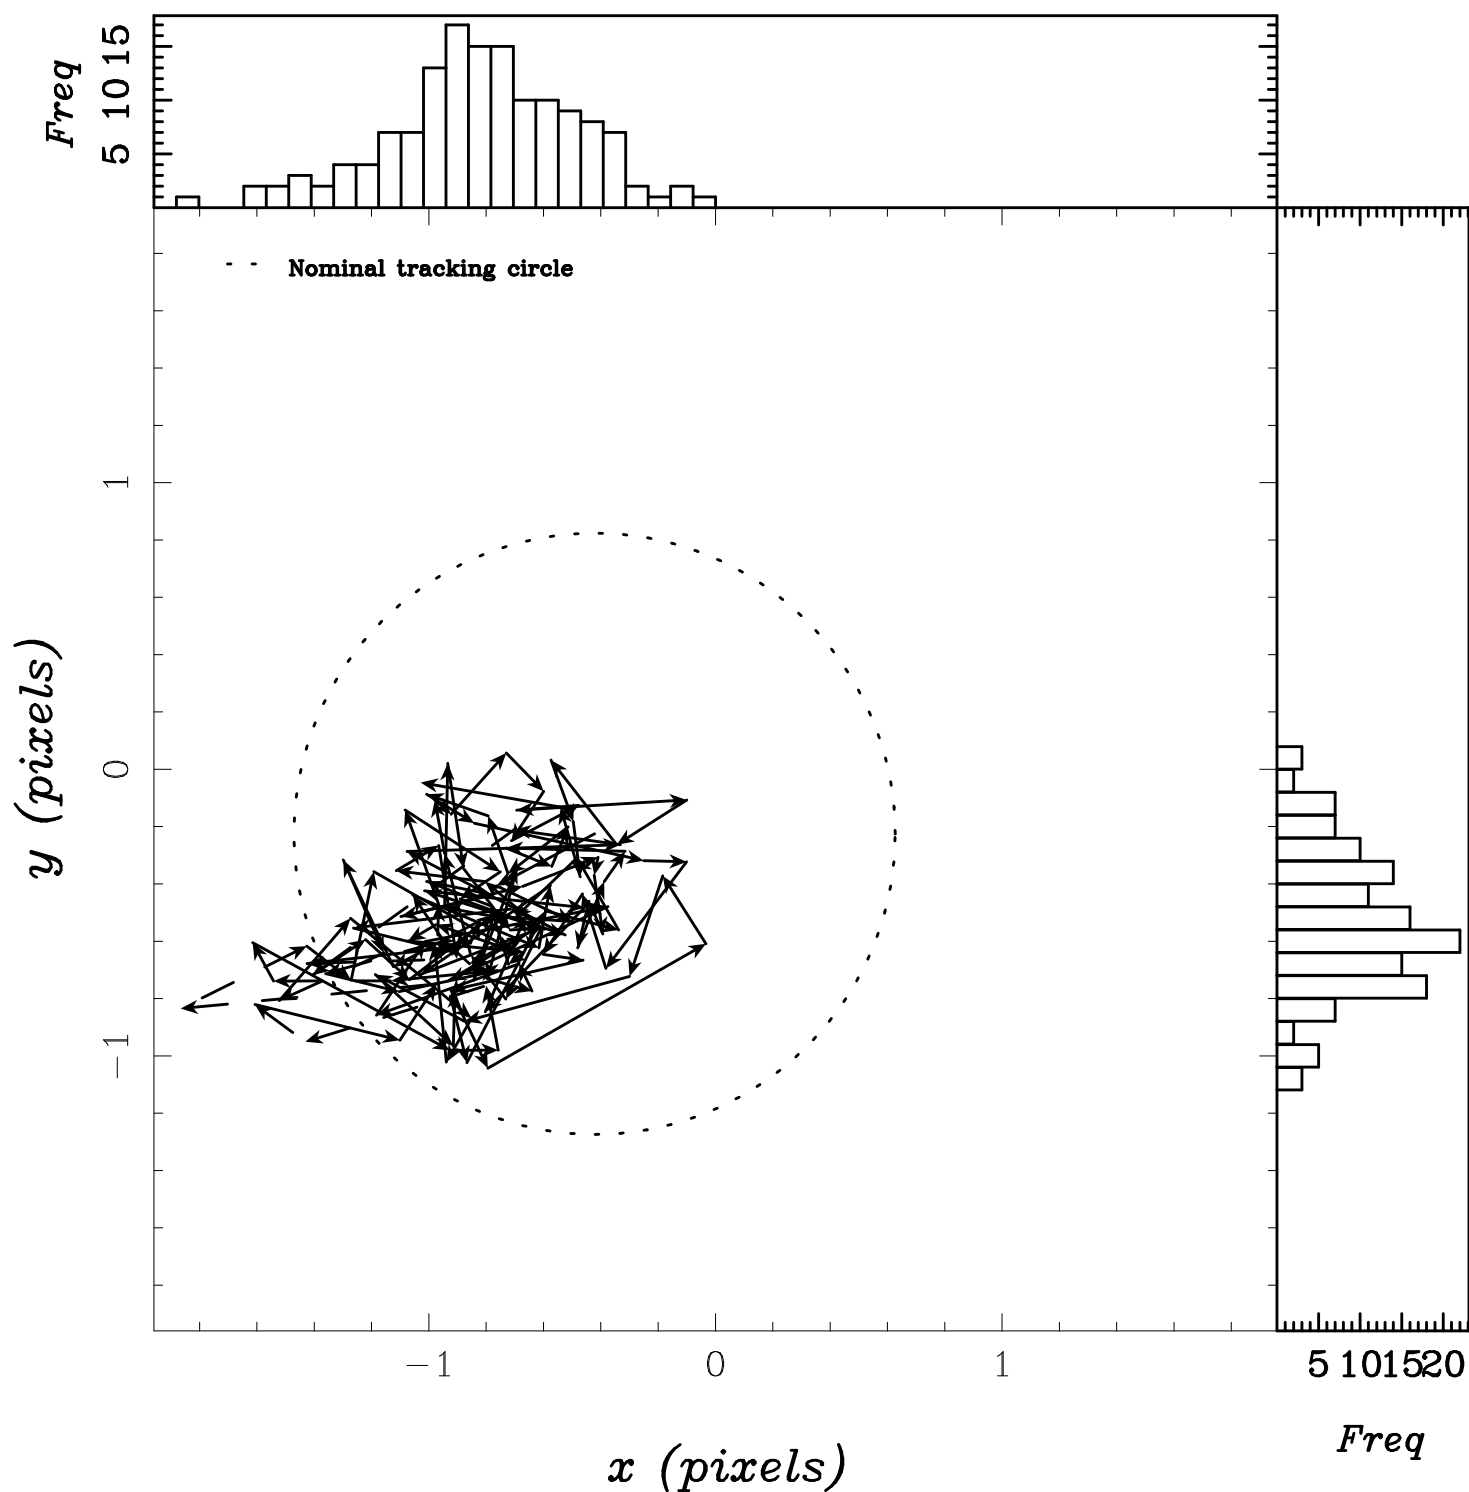 Freq
5 10 15
Nominal tracking circle
y (pixels)
1
0
-1
-1 0 1
5 10 15 20
x (pixels)
Freq